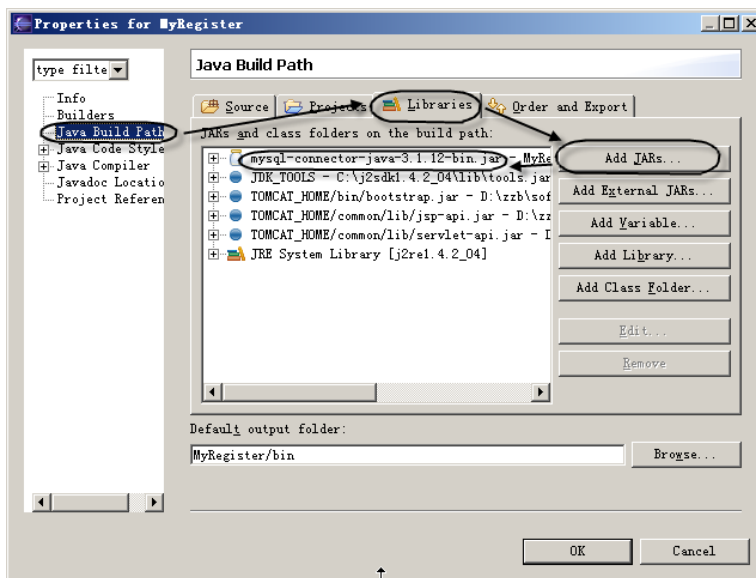 Properties for MyRegister
type filte
Java Build Path
Info
Builders
Java Build Path
Java Code Style
Java Compiler
Javadoc Locatio
Project Referen
Source
Projects
Libraries
Order and Export
JARs and class folders on the build path:
mysql-connector-java-3.1.12-bin.jar - MyRe
JDK_TOOLS - C:\j2sdk1.4.2_04\lib\tools.jar
TOMCAT_HOME/bin/bootstrap.jar - D:\zzb\sof
TOMCAT_HOME/common/lib/jsp-api.jar - D:\zz
TOMCAT_HOME/common/lib/servlet-api.jar - D
JRE System Library [j2re1.4.2_04]
Add JARs...
Add External JARs...
Add Variable...
Add Library...
Add Class Folder...
Edit...
Remove
Default output folder:
MyRegister/bin
Browse...
OK
Cancel